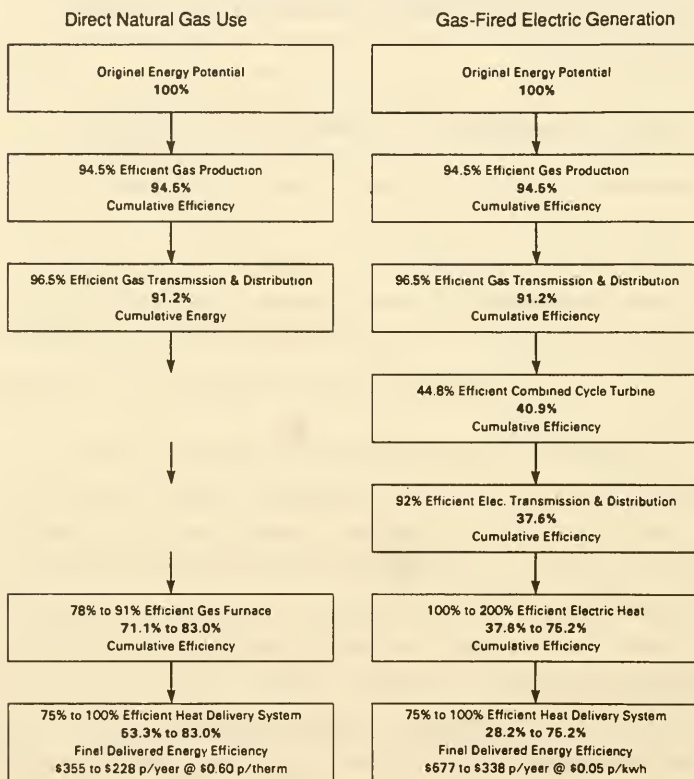 Direct Natural Gas Use
Original Energy Potential
100%
94.5% Efficient Gas Production
94.5%
Cumulative Efficiency
96.5% Efficient Gas Transmission & Distribution
91.2%
Cumulative Energy
78% to 91% Efficient Gas Furnace
71.1% to 83.0%
Cumulative Efficiency
75% to 100% Efficient Heat Delivery System
53.3% to 83.0%
Final Delivered Energy Efficiency
$355 to $228 p/year @ $0.60 p/therm
Gas-Fired Electric Generation
Original Energy Potential
100%
94.5% Efficient Gas Production
94.5%
Cumulative Efficiency
96.5% Efficient Gas Transmission & Distribution
91.2%
Cumulative Efficiency
44.8% Efficient Combined Cycle Turbine
40.9%
Cumulative Efficiency
92% Efficient Elec. Transmission & Distribution
37.6%
Cumulative Efficiency
100% to 200% Efficient Electric Heat
37.6% to 75.2%
Cumulative Efficiency
75% to 100% Efficient Heat Delivery System
28.2% to 75.2%
Final Delivered Energy Efficiency
$677 to $338 p/year @ $0.05 p/kwh